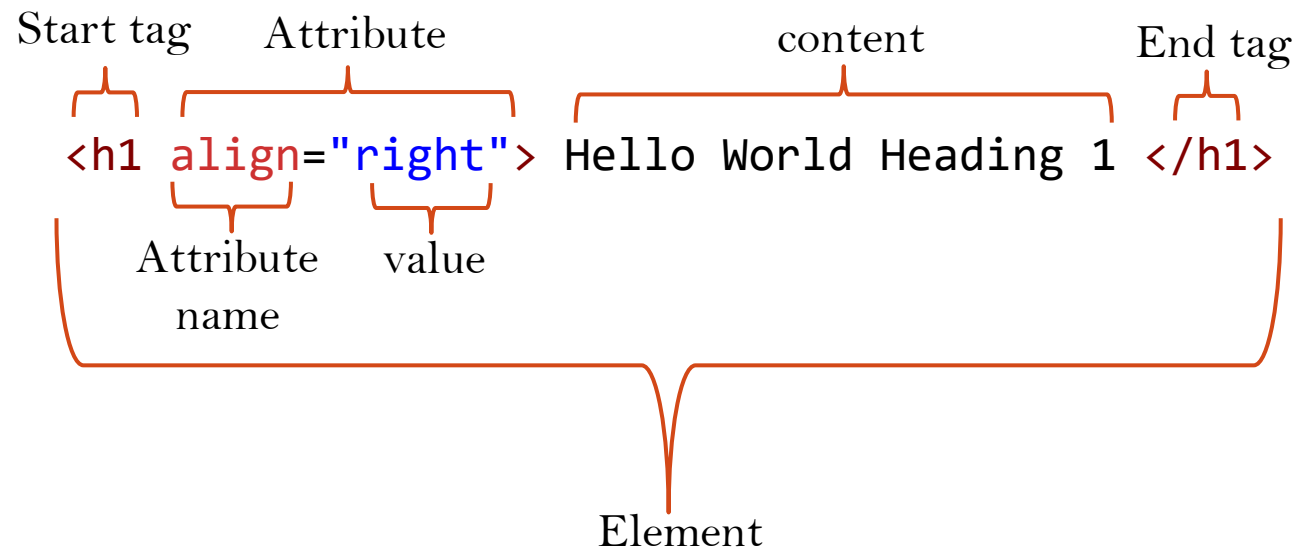 Start tag Attribute content End tag
<h1 align="right"> Hello World Heading 1 </h1>
Attribute value
name
Element